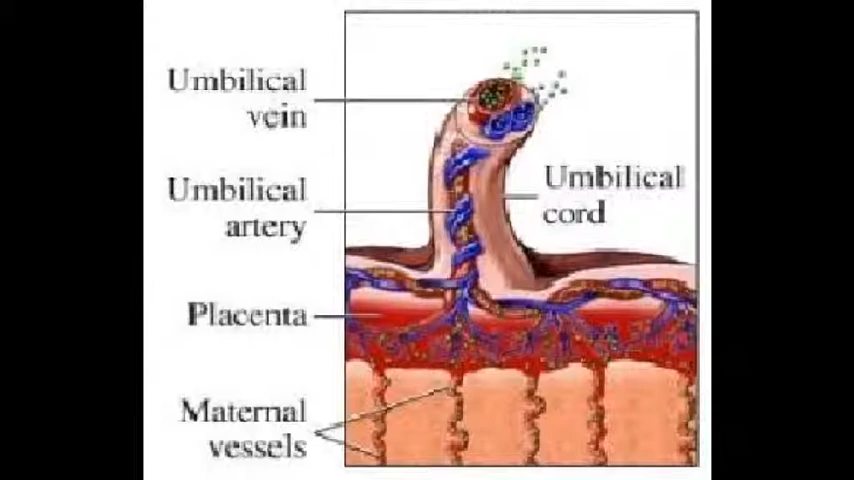 Umbilical
vein
Umbilical
artery
Umbilical
cord
Placenta
Maternal
vessels